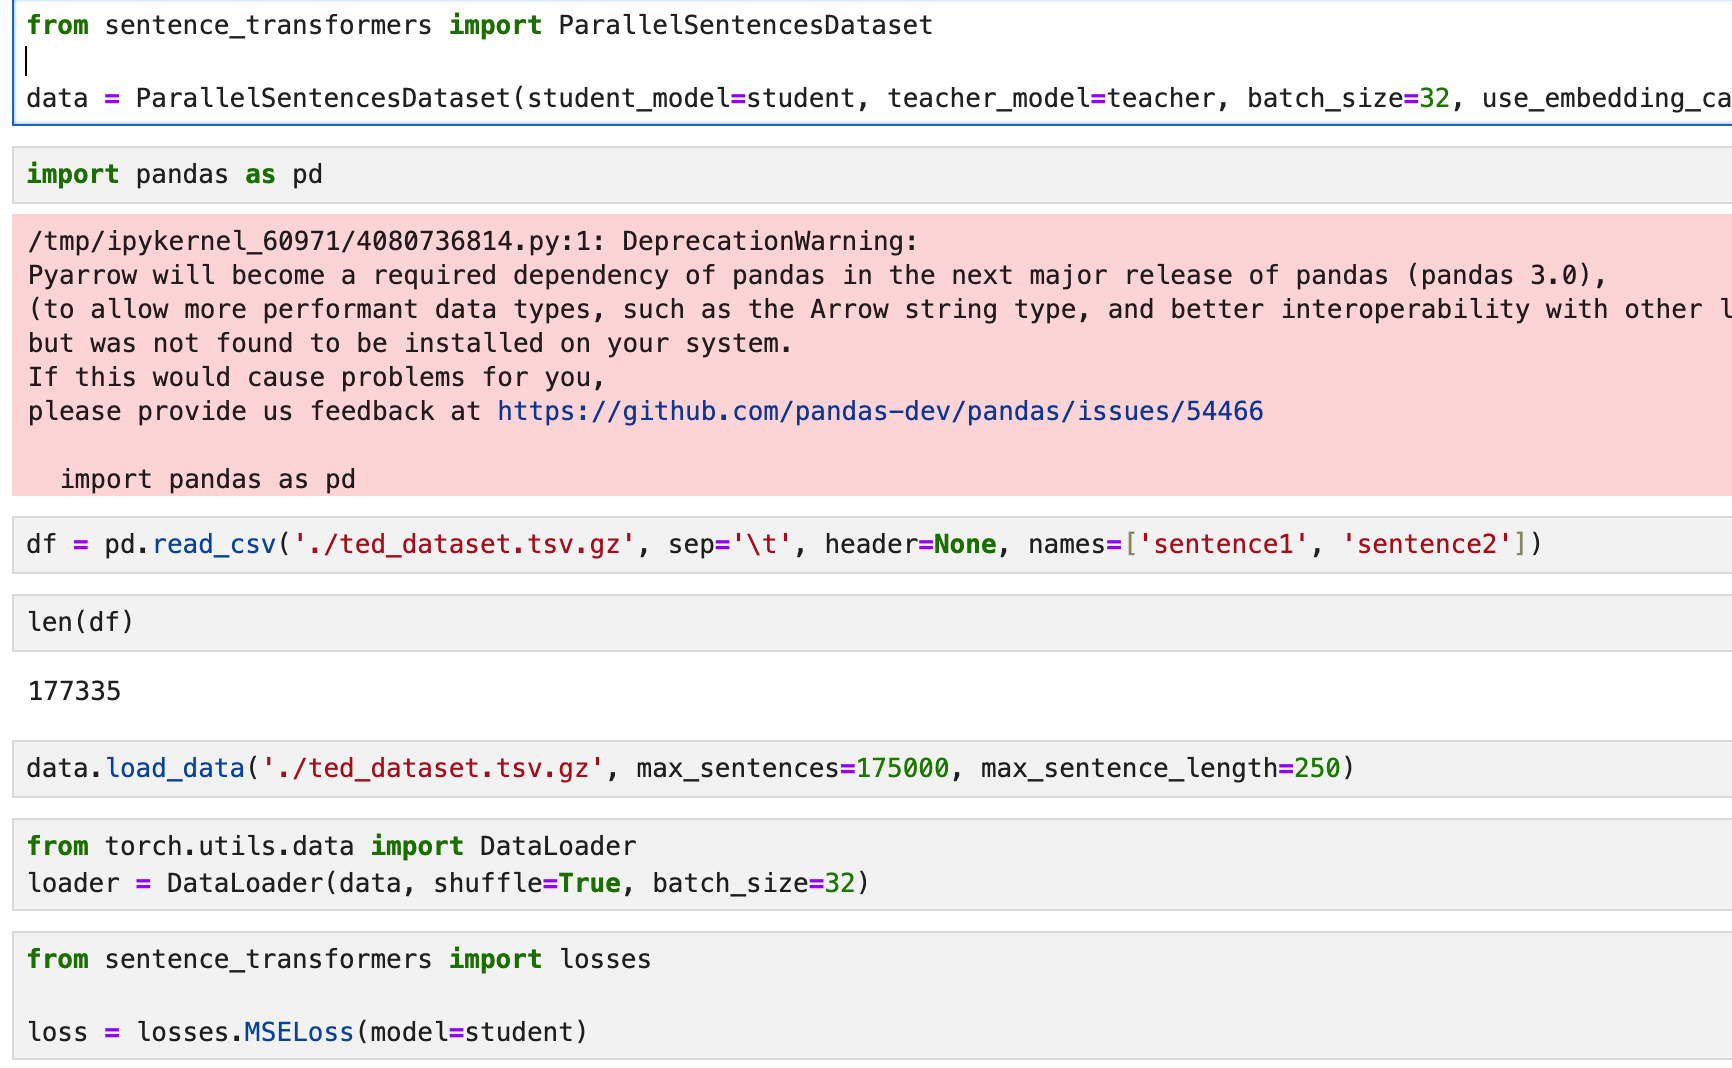 from sentence_transformers import ParallelSentencesDataset
data = ParallelSentencesDataset(student_model=student, teacher_model=teacher, batch_size=32, use_embedding_ca
import pandas as pd
/tmp/ipykernel_60971/4080736814.py:1: DeprecationWarning:
Pyarrow will become a required dependency of pandas in the next major release of pandas (pandas 3.0),
(to allow more performant data types, such as the Arrow string type, and better interoperability with other l
but was not found to be installed on your system.
If this would cause problems for you,
please provide us feedback at https://github.com/pandas-dev/pandas/issues/54466
import pandas as pd
df = pd.read_csv('./ted_dataset.tsv.gz', sep='\t', header=None, names=['sentence1', 'sentence2'])
len(df)
177335
data.load_data('./ted_dataset.tsv.gz', max_sentences=175000, max_sentence_length=250)
from torch.utils.data import DataLoader
loader = DataLoader(data, shuffle=True, batch_size=32)
from sentence_transformers import losses
loss = losses.MSELoss(model=student)